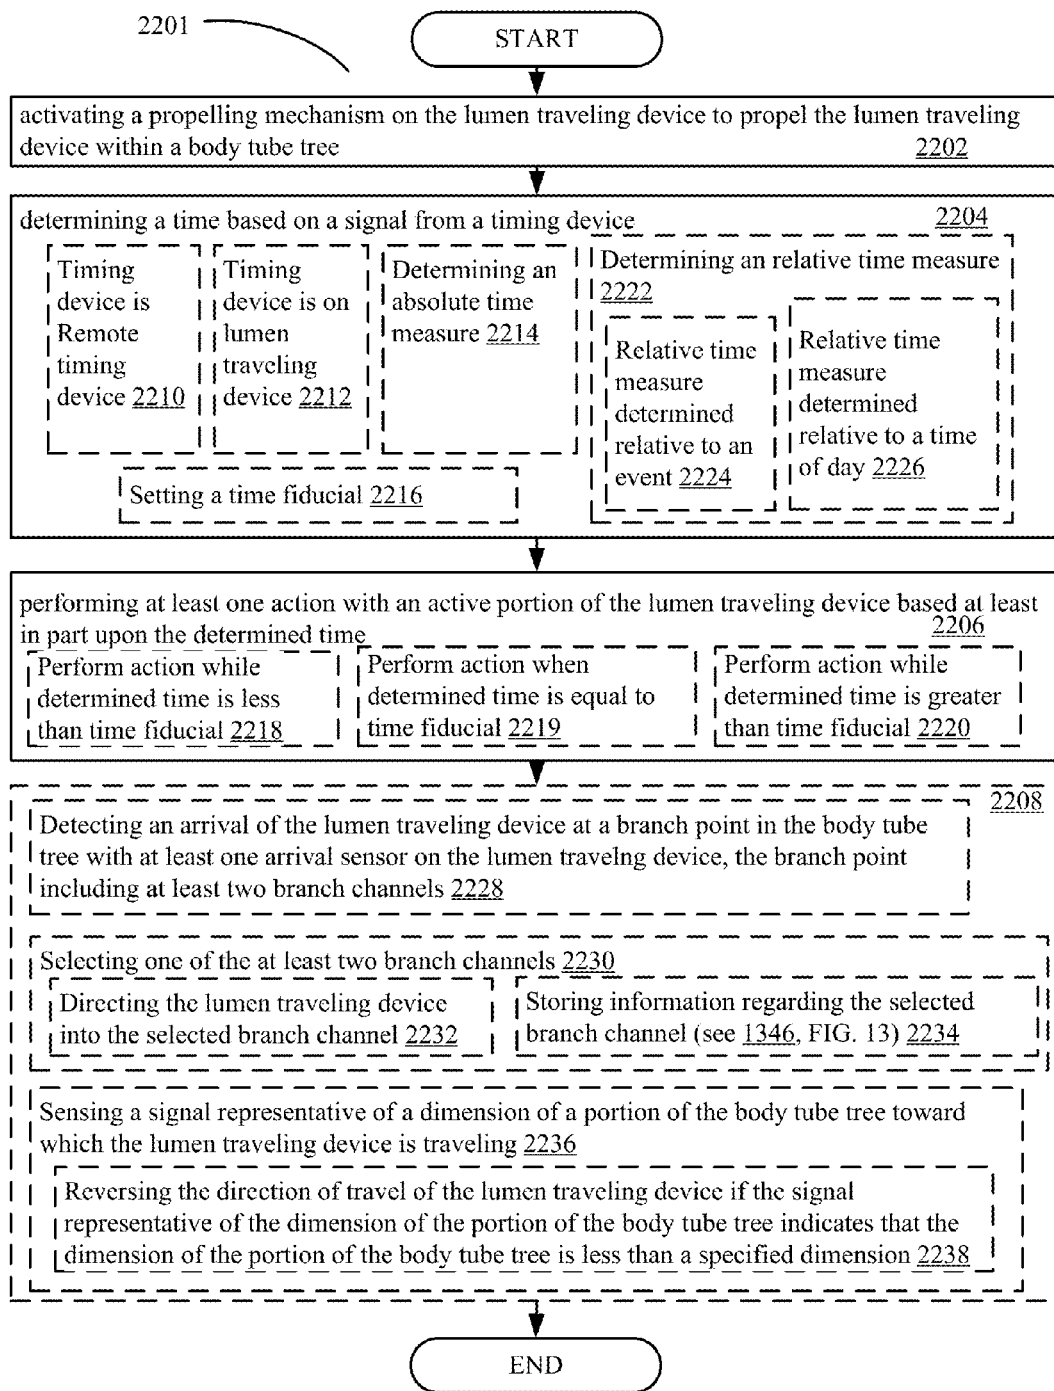 2201
START
activating a propelling mechanism on the lumen traveling device to propel the lumen traveling
device within a body tube tree 2202
determining a time based on a signal from a timing device 2204
Timing
device is
Remote
timing
device 2210
Timing
device is on
lumen
traveling
device 2212
Determining an
absolute time
measure 2214
Determining an relative time measure
2222
Relative time
measure
determined
relative to an
event 2224
Relative time
measure
determined
relative to a time
of day 2226
Setting a time fiducial 2216
performing at least one action with an active portion of the lumen traveling device based at least
in part upon the determined time 2206
Perform action while
determined time is less
than time fiducial 2218
Perform action when
determined time is equal to
time fiducial 2219
Perform action while
determined time is greater
than time fiducial 2220
2208
Detecting an arrival of the lumen traveling device at a branch point in the body tube
tree with at least one arrival sensor on the lumen travelng device, the branch point
including at least two branch channels 2228
Selecting one of the at least two branch channels 2230
Directing the lumen traveling device
into the selected branch channel 2232
Storing information regarding the selected
branch channel (see 1346, FIG. 13) 2234
Sensing a signal representative of a dimension of a portion of the body tube tree toward
which the lumen traveling device is traveling 2236
Reversing the direction of travel of the lumen traveling device if the signal
representative of the dimension of the portion of the body tube tree indicates that the
dimension of the portion of the body tube tree is less than a specified dimension 2238
END